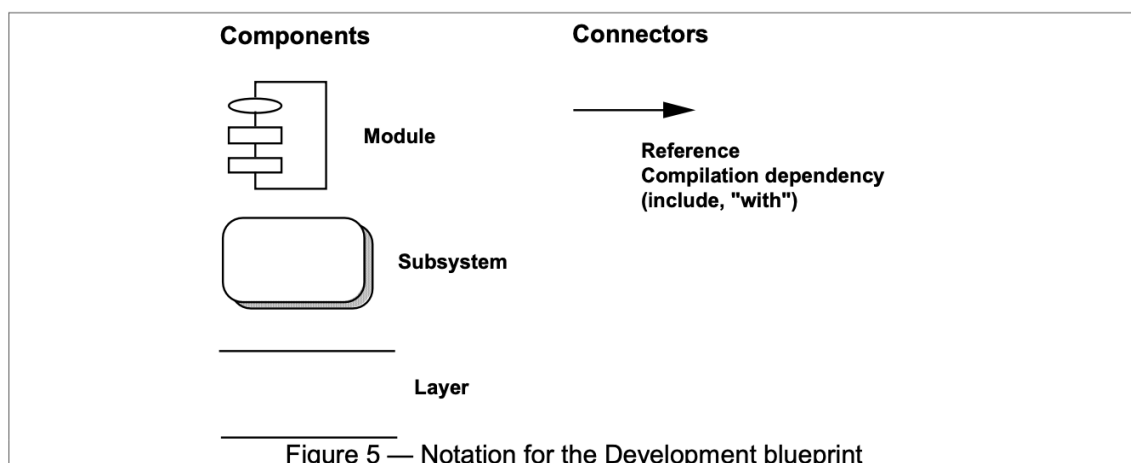 Components
Connectors
Module
Reference
Compilation dependency
(include, "with")
Subsystem
Layer
Figure 5 — Notation for the Development blueprint